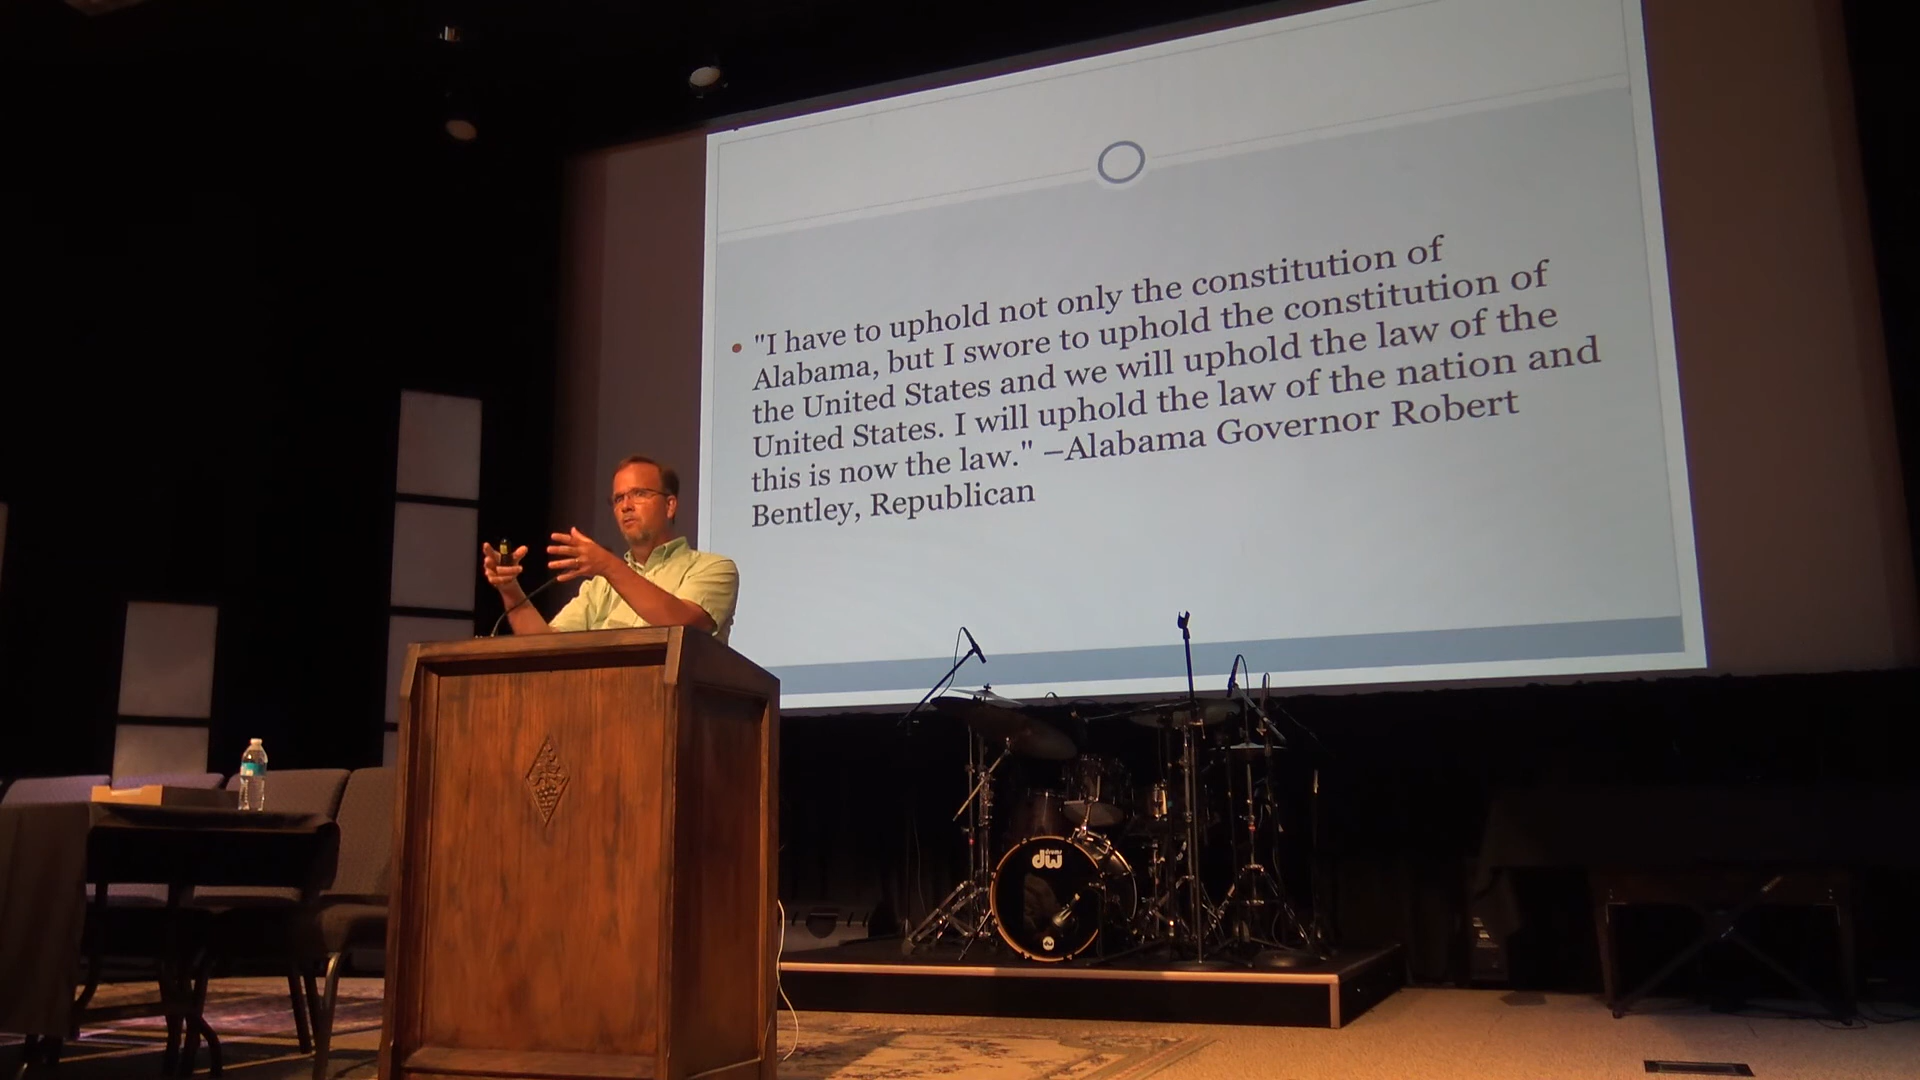 • "I have to uphold not only the constitution of
Alabama, but I swore to uphold the constitution of
the United States and we will uphold the law of the
United States. I will uphold the law of the nation and
this is now the law." –Alabama Governor Robert
Bentley, Republican
drums
dw
dw